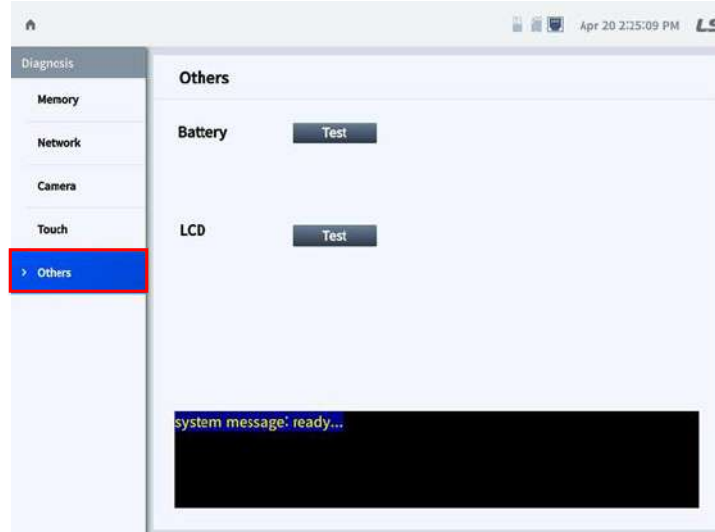 Apr 20 2:25:09 PM LS
Diagnosis
Memory
Network
Camera
Touch
> Others
Others
Battery Test
LCD Test
system message: ready...